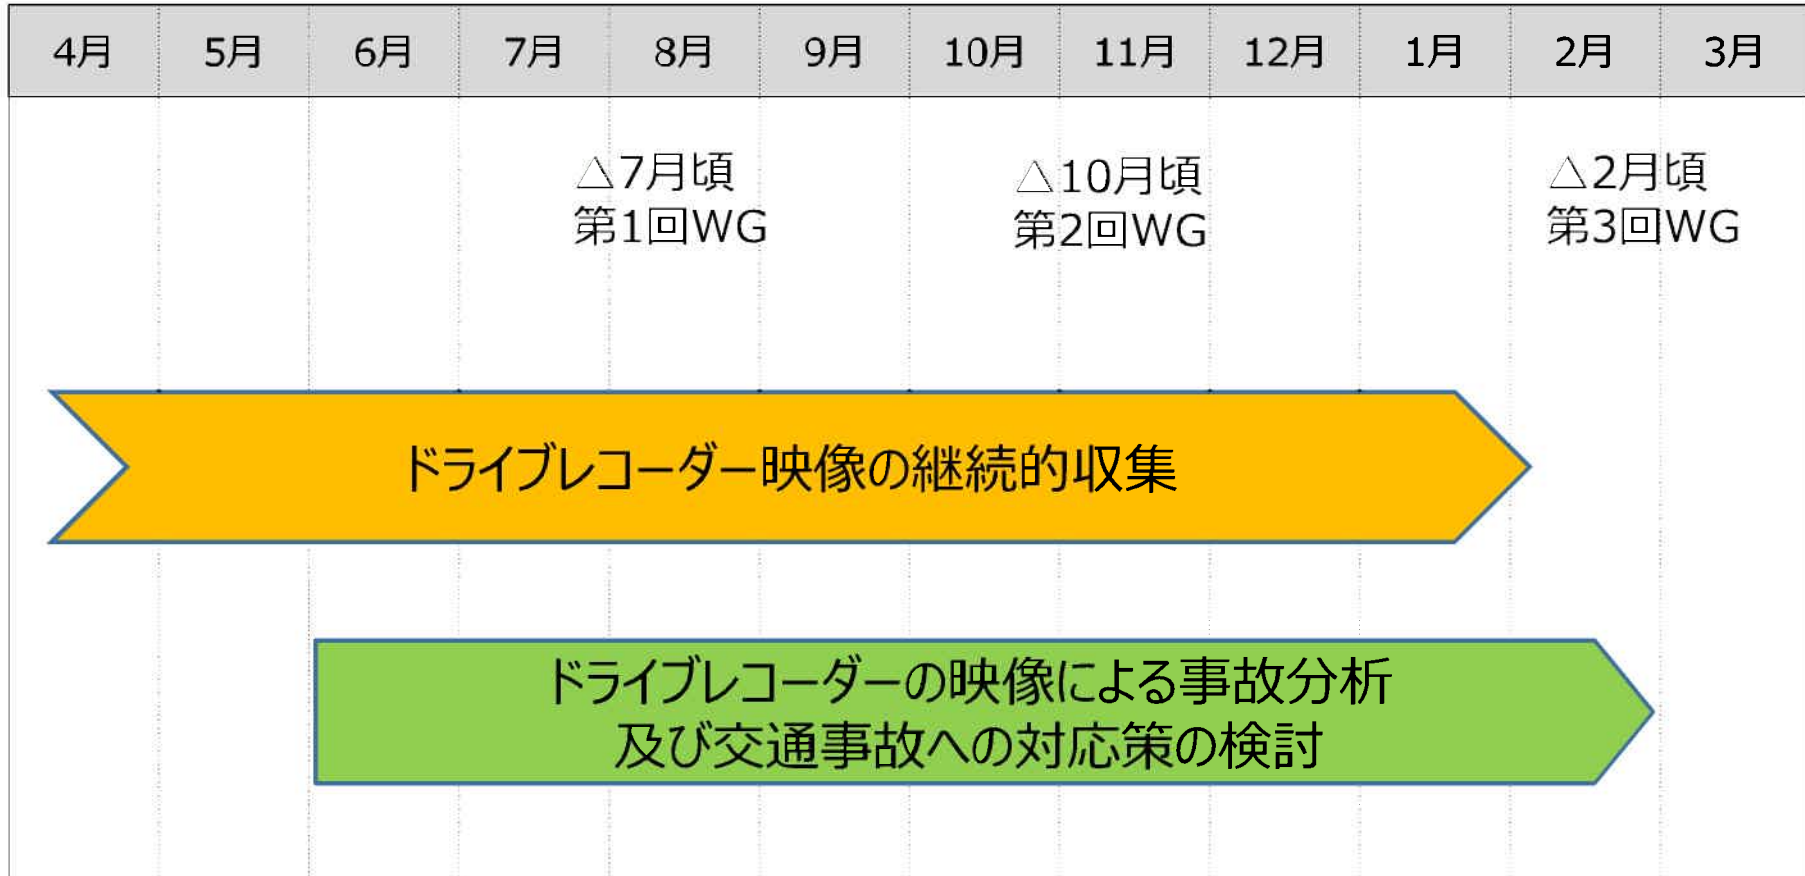 4月 5月 6月 7月 8月 9月 10月 11月 12月 1月 2月 3月
△7月頃
第1回WG
△10月頃
第2回WG
△2月頃
第3回WG
ドライブレコーダー映像の継続的収集
ドライブレコーダーの映像による事故分析
及び交通事故への対応策の検討